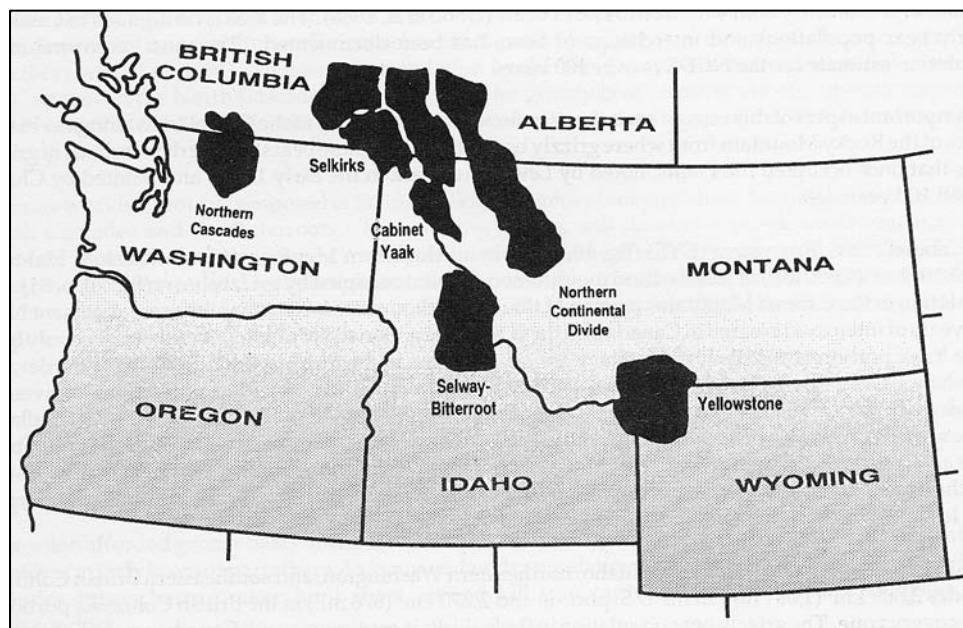 BRITISH
COLUMBIA
ALBERTA
Selkirks
Northern
Cascades
Cabinet
Yaak
WASHINGTON
MONTANA
Northern
Continental
Divide
Selway-
Bitterroot
Yellowstone
OREGON
IDAHO
WYOMING